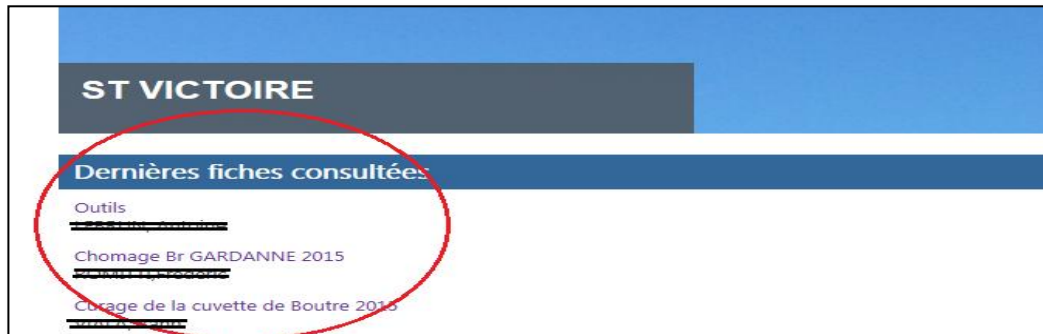 ST VICTOIRE
Dernières fiches consultées
Outils
Chomage Br GARDANNE 2015
Curage de la cuvette de Boutre 2015